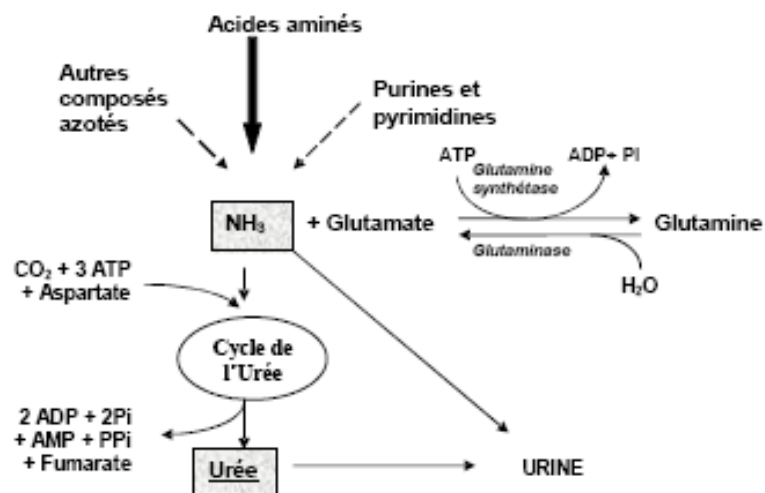 Acides aminés
Autres
composés
azotés
Purines et
pyrimidines
ATP
ADP+ PI
Glutamine
synthétase
NH₃
+ Glutamate
Glutamine
Glutaminase
H₂O
CO₂ + 3 ATP
+ Aspartate
Cycle de
l'Urée
2 ADP + 2Pi
+ AMP + PPi
+ Fumarate
Urée
URINE